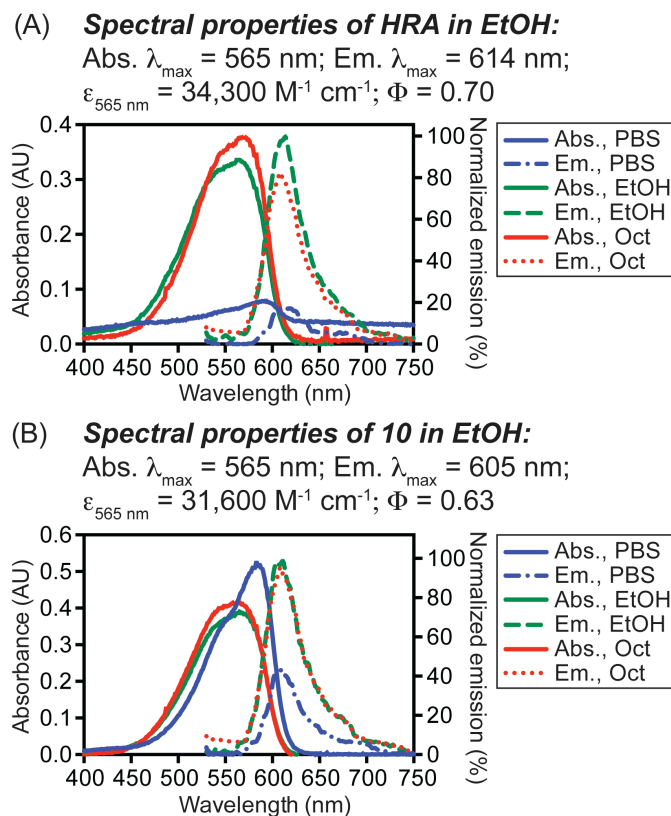 (A) Spectral properties of HRA in EtOH:
Abs. λmax = 565 nm; Em. λmax = 614 nm;
ε565 nm = 34,300 M-1 cm-1; Φ = 0.70
Absorbance (AU)
0.4
0.3
0.2
0.1
0.0
400 450 500 550 600 650 700 750
Wavelength (nm)
100
80
60
40
20
0
Normalized emission (%)
Abs., PBS
Em., PBS
Abs., EtOH
Em., EtOH
Abs., Oct
Em., Oct
(B) Spectral properties of 10 in EtOH:
Abs. λmax = 565 nm; Em. λmax = 605 nm;
ε565 nm = 31,600 M-1 cm-1; Φ = 0.63
Absorbance (AU)
0.6
0.5
0.4
0.3
0.2
0.1
0.0
400 450 500 550 600 650 700 750
Wavelength (nm)
100
80
60
40
20
0
Normalized emission (%)
Abs., PBS
Em., PBS
Abs., EtOH
Em., EtOH
Abs., Oct
Em., Oct